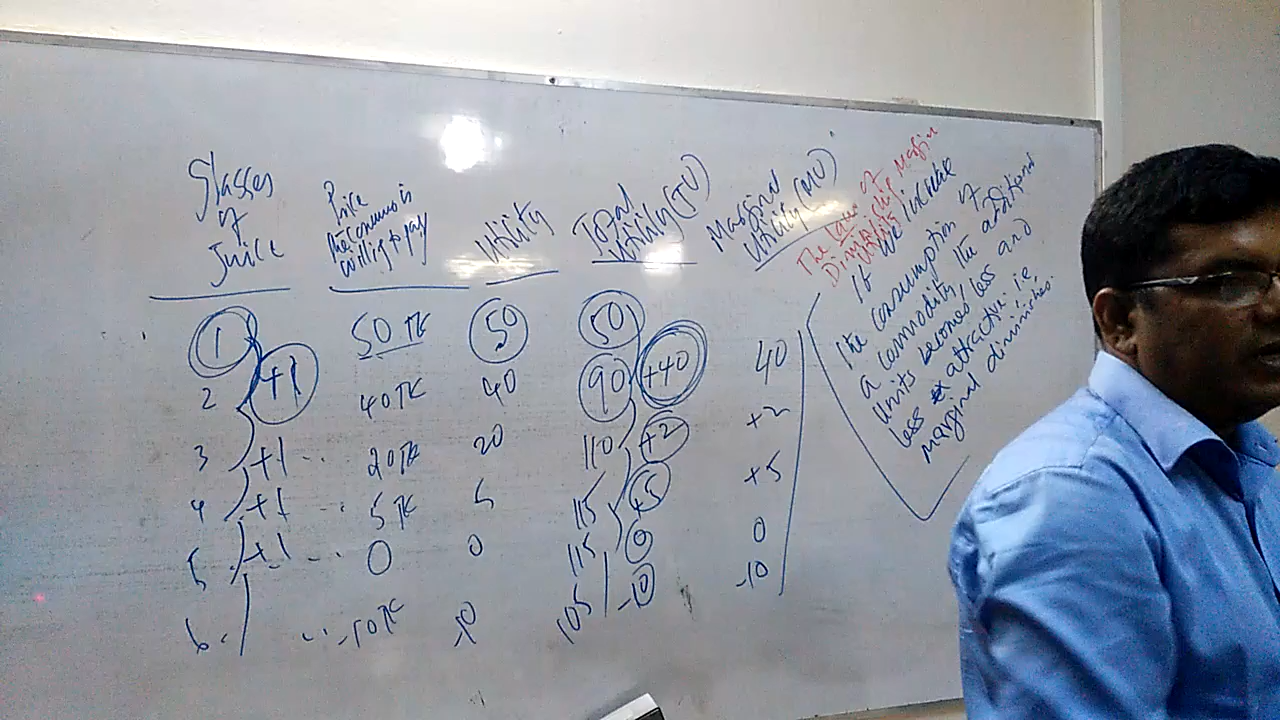 Glasses
of
Juice
Price
the consumer is
willing to pay
Utility
Total
Utility (TU)
Marginal
Utility (MU)
1 50 TK 50 50
+1 +40 40
2 40 TK 40 90
+2 +2
3 +1 .. 20 TK 20 110
+5 +5
4 +1 .. 5 TK 5 115
0 0
5 +1 .. 0 0 115
-10 -10
6 .. -10 TK -10 105
The Law of
Diminishing Margin
Utility
If we increase
the consumption of
a commodity, the additional
units becomes less and
less attractive i.e
marginal diminishes.